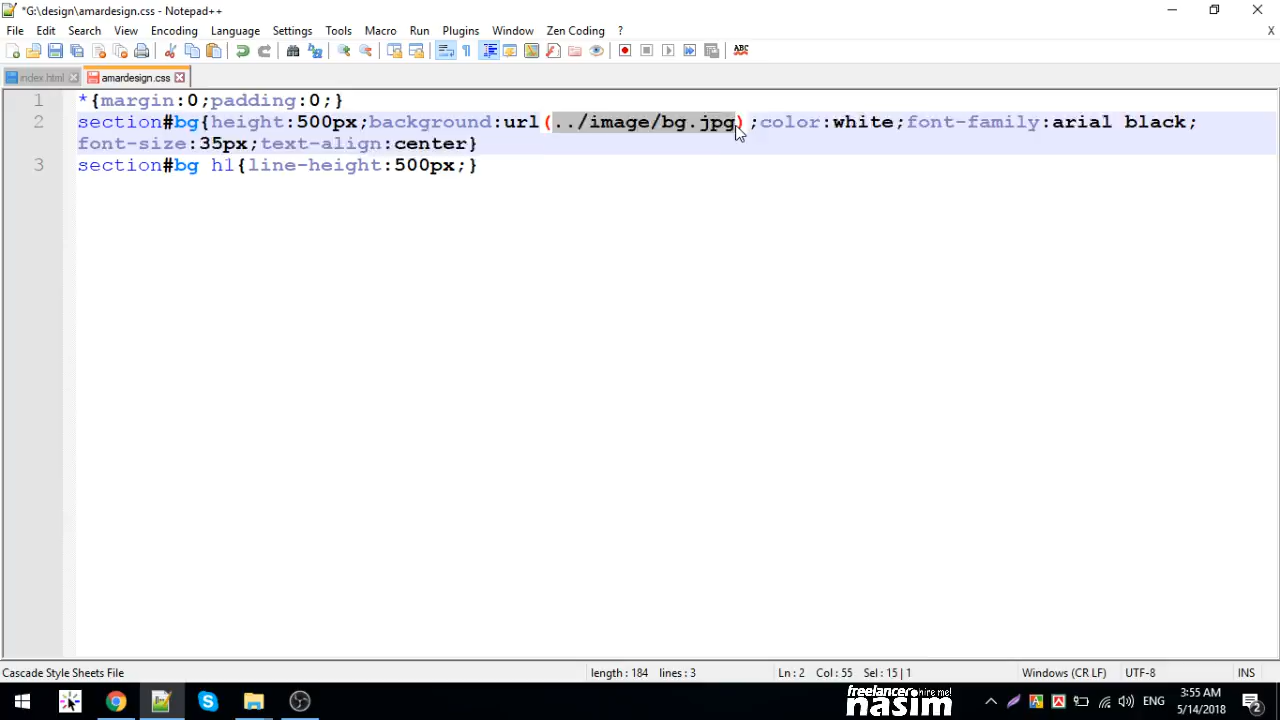 *G:\design\amardesign.css - Notepad++
File Edit Search View Encoding Language Settings Tools Macro Run Plugins Window Zen Coding ? X
index.html amardesign.css
1 *{margin:0;padding:0;}
2 section#bg{height:500px;background:url(../image/bg.jpg);color:white;font-family:arial black;
font-size:35px;text-align:center}
3 section#bg h1{line-height:500px;}
Cascade Style Sheets File length : 184 lines : 3 Ln : 2 Col : 55 Sel : 15 | 1 Windows (CR LF) UTF-8 INS
freelancer hire me!
nasim
ENG
3:55 AM
5/14/2018
2